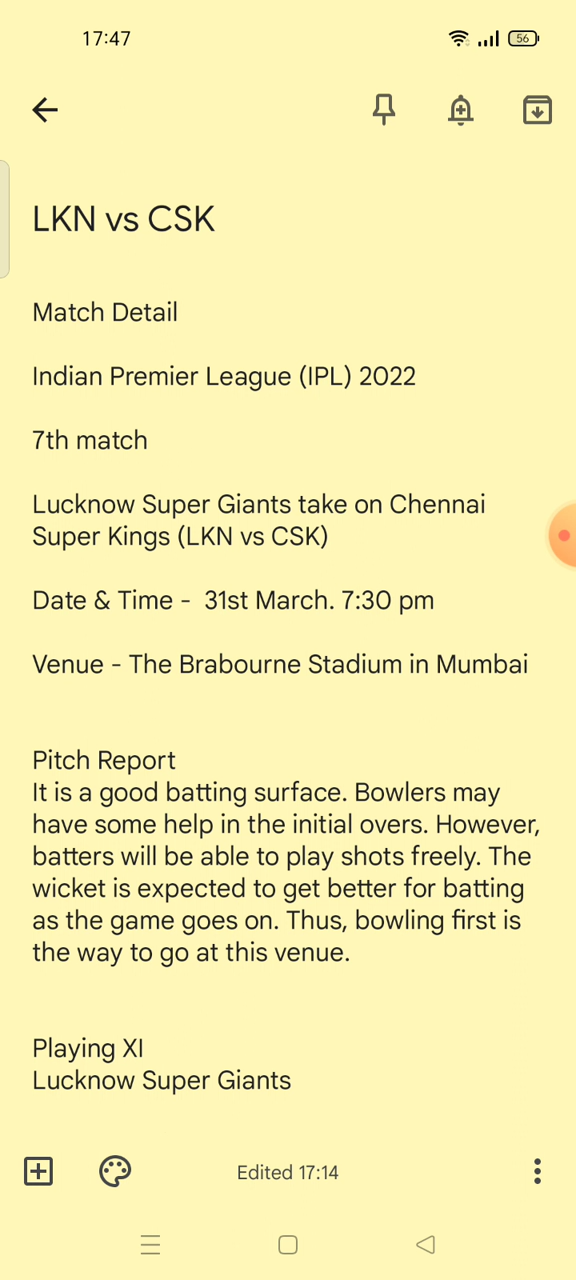 17:47
56
LKN vs CSK
Match Detail
Indian Premier League (IPL) 2022
7th match
Lucknow Super Giants take on Chennai
Super Kings (LKN vs CSK)
Date & Time -  31st March. 7:30 pm
Venue - The Brabourne Stadium in Mumbai
Pitch Report
It is a good batting surface. Bowlers may
have some help in the initial overs. However,
batters will be able to play shots freely. The
wicket is expected to get better for batting
as the game goes on. Thus, bowling first is
the way to go at this venue.
Playing XI
Lucknow Super Giants
Edited 17:14